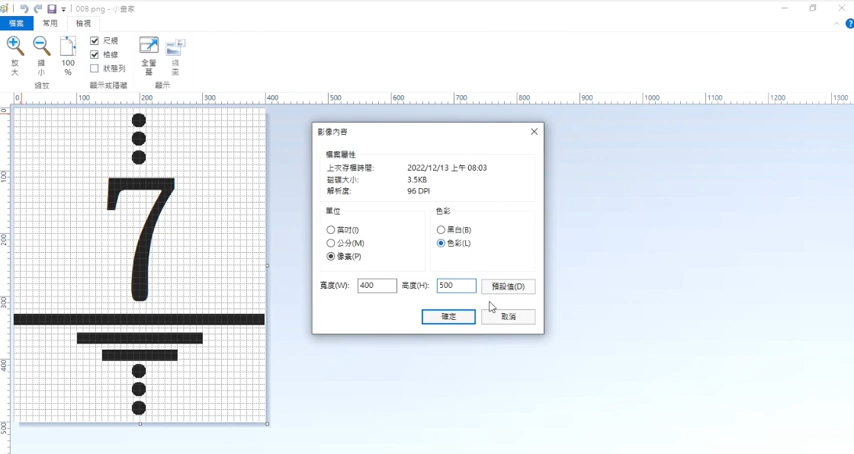 008.png - 小畫家
檔案 常用 檢視
放大 縮小 100% 尺規 全螢幕
格線
狀態列
縮放 顯示或隱藏 顯示
0 100 200 300 400 500 600 700 800 900 1000 1100 1200 1300
0
100
200
300
400
500
7
影像內容
檔案屬性
上次存檔時間: 2022/12/13 上午 08:03
磁碟大小: 3.5KB
解析度: 96 DPI
單位 色彩
英吋(I) 黑白(B)
公分(M) 色彩(L)
像素(P)
寬度(W): 400 高度(H): 500 預設值(D)
確定 取消